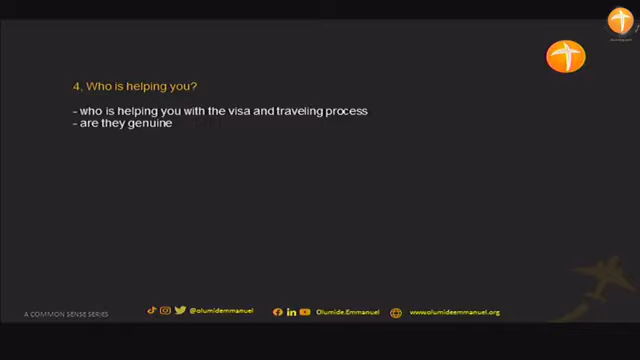 4, Who is helping you?
- who is helping you with the visa and traveling process
- are they genuine
A COMMON SENSE SERIES
@olumideemmanuel
Olumide.Emmanuel
www.olumideemmanuel.org